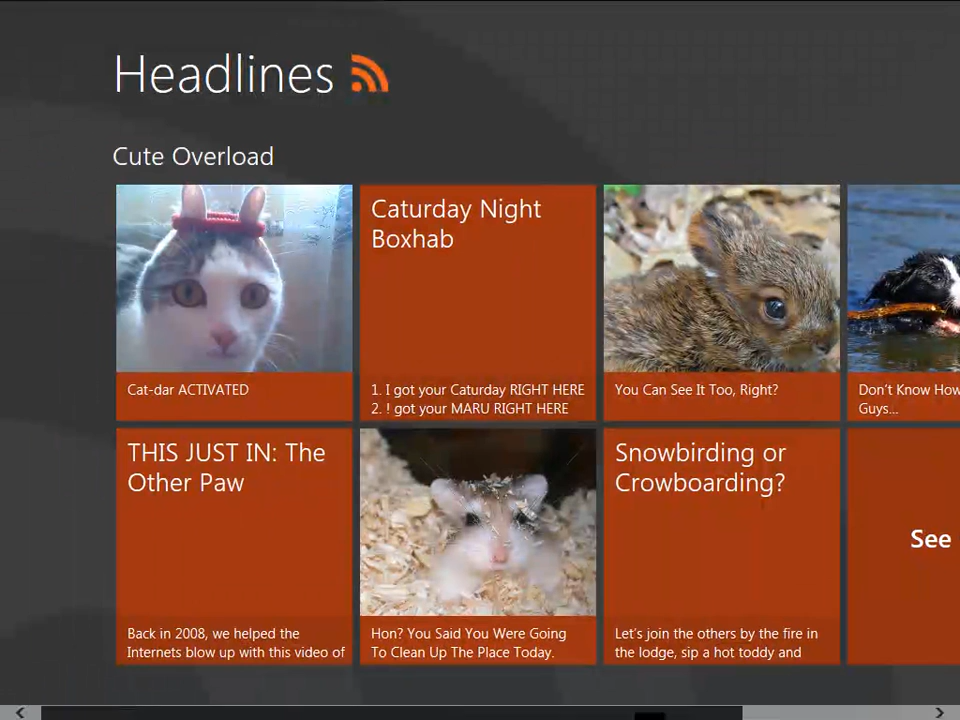 Headlines
Cute Overload
Cat-dar ACTIVATED
Caturday Night
Boxhab
1. I got your Caturday RIGHT HERE
2. ! got your MARU RIGHT HERE
You Can See It Too, Right?
Don't Know How
Guys...
THIS JUST IN: The
Other Paw
Back in 2008, we helped the
Internets blow up with this video of
Hon? You Said You Were Going
To Clean Up The Place Today.
Snowbirding or
Crowboarding?
Let's join the others by the fire in
the lodge, sip a hot toddy and
See